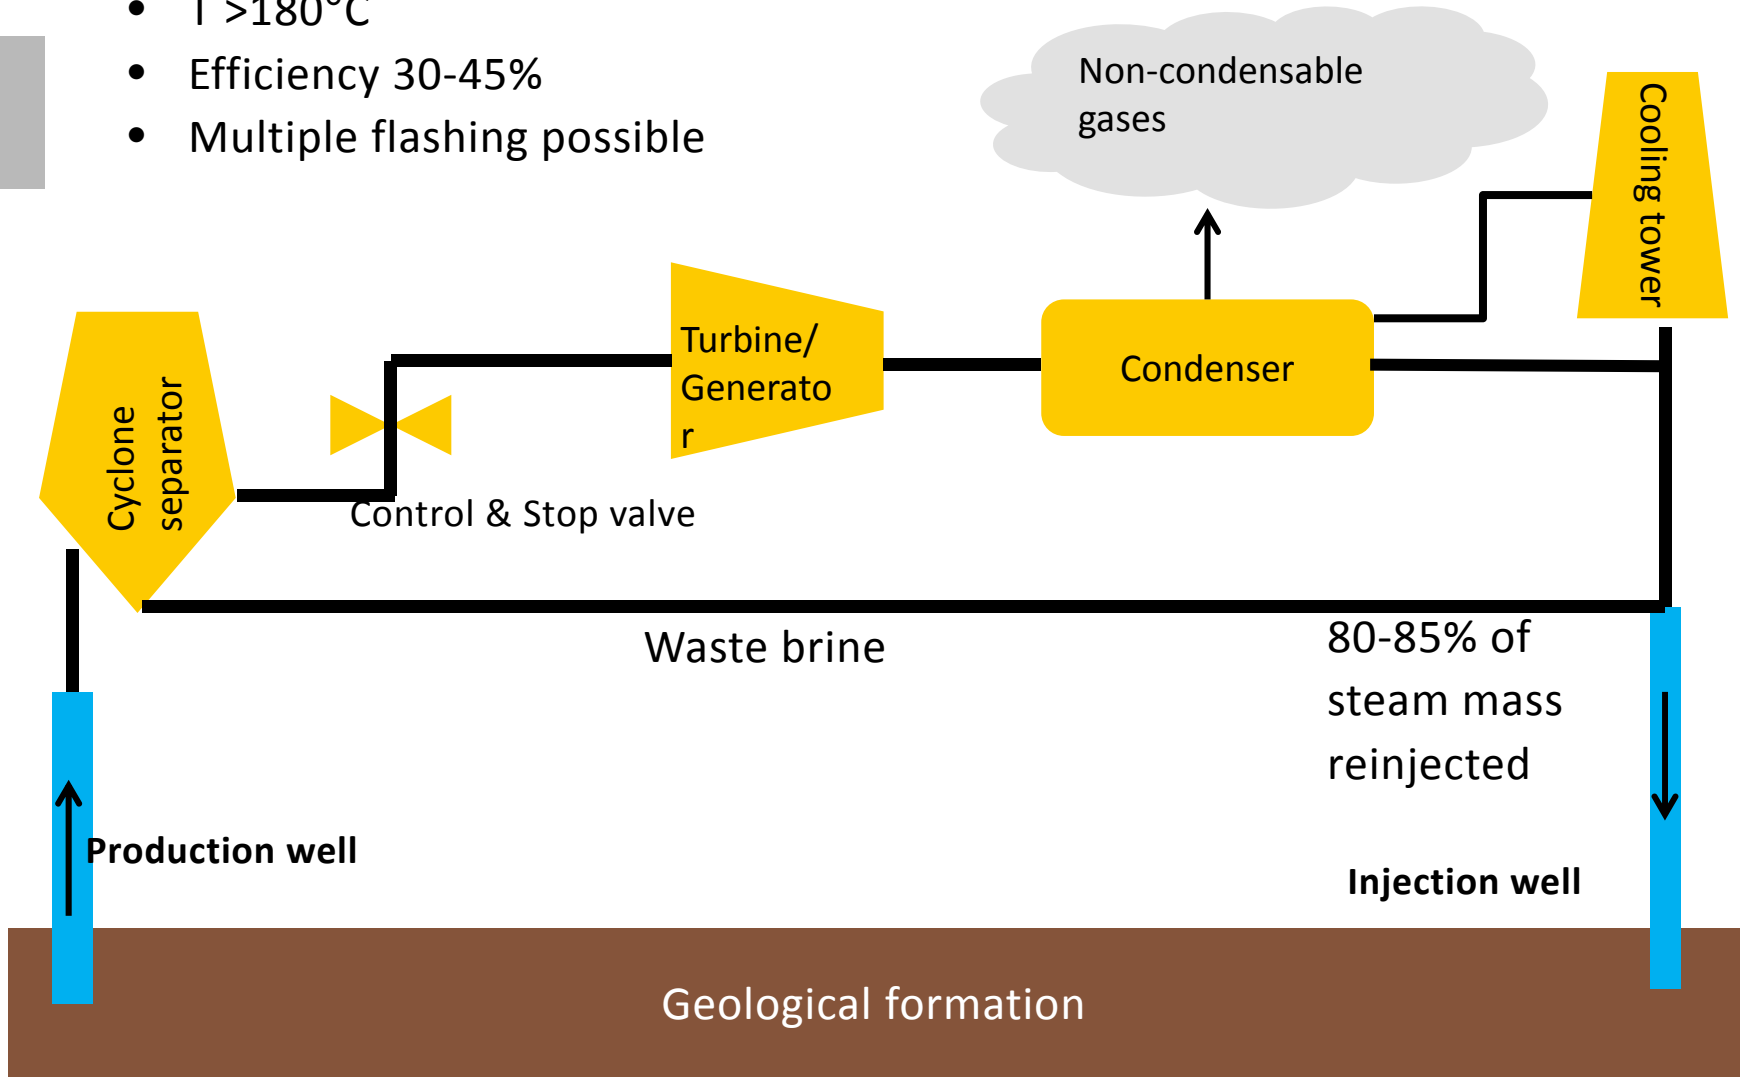 • T >180°C
• Efficiency 30-45%
• Multiple flashing possible
Non-condensable
gases
Cooling tower
Turbine/
Generato
r
Condenser
Cyclone
separator
Control & Stop valve
Waste brine
80-85% of
steam mass
reinjected
Production well
Injection well
Geological formation